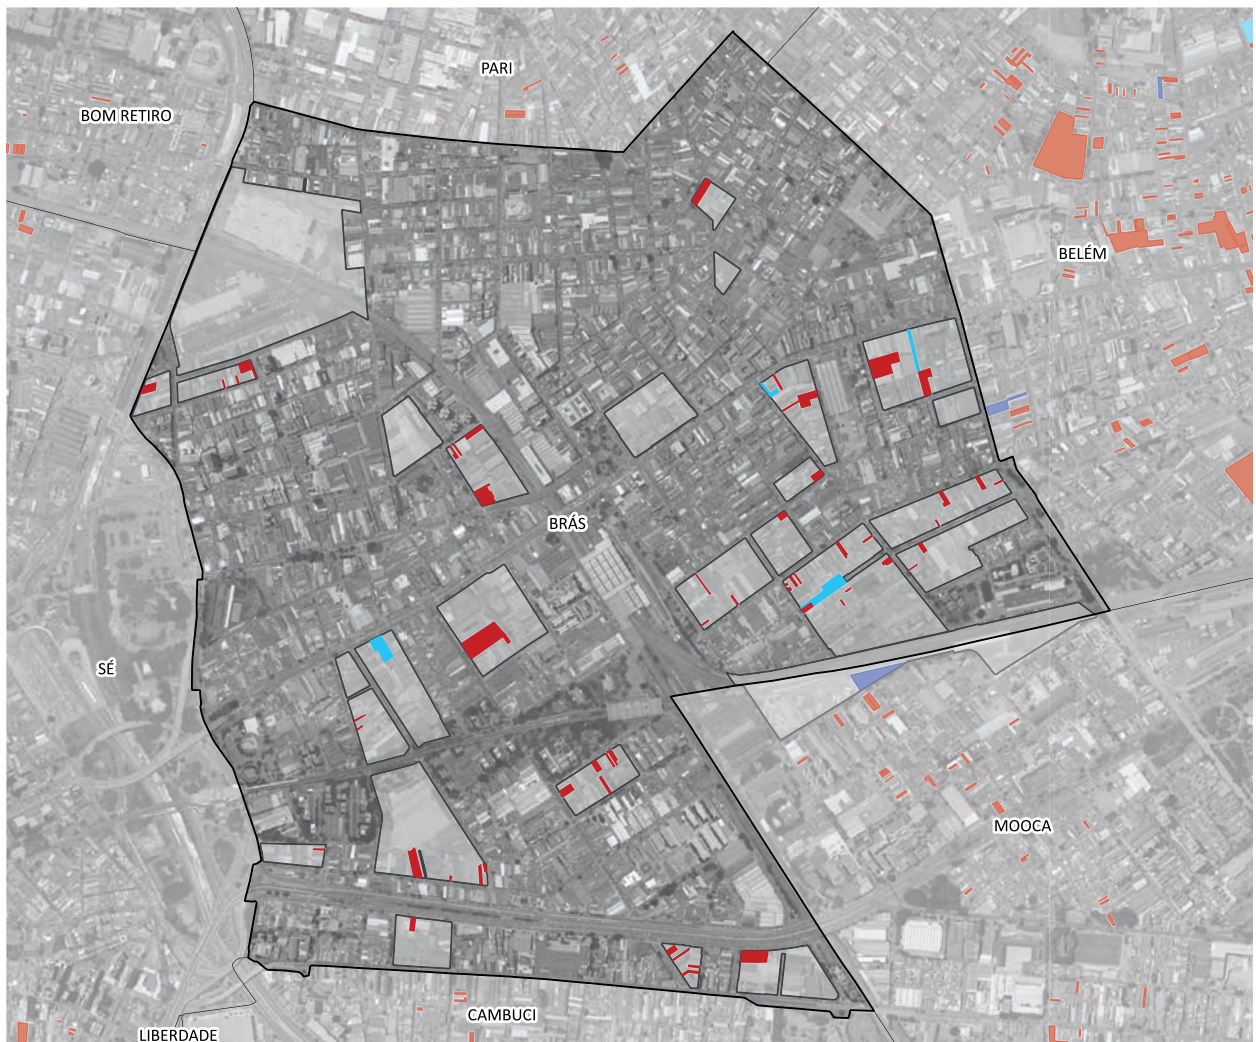 PARI
BOM RETIRO
BELÉM
BRÁS
SÉ
MOOCA
CAMBUCI
LIBERDADE